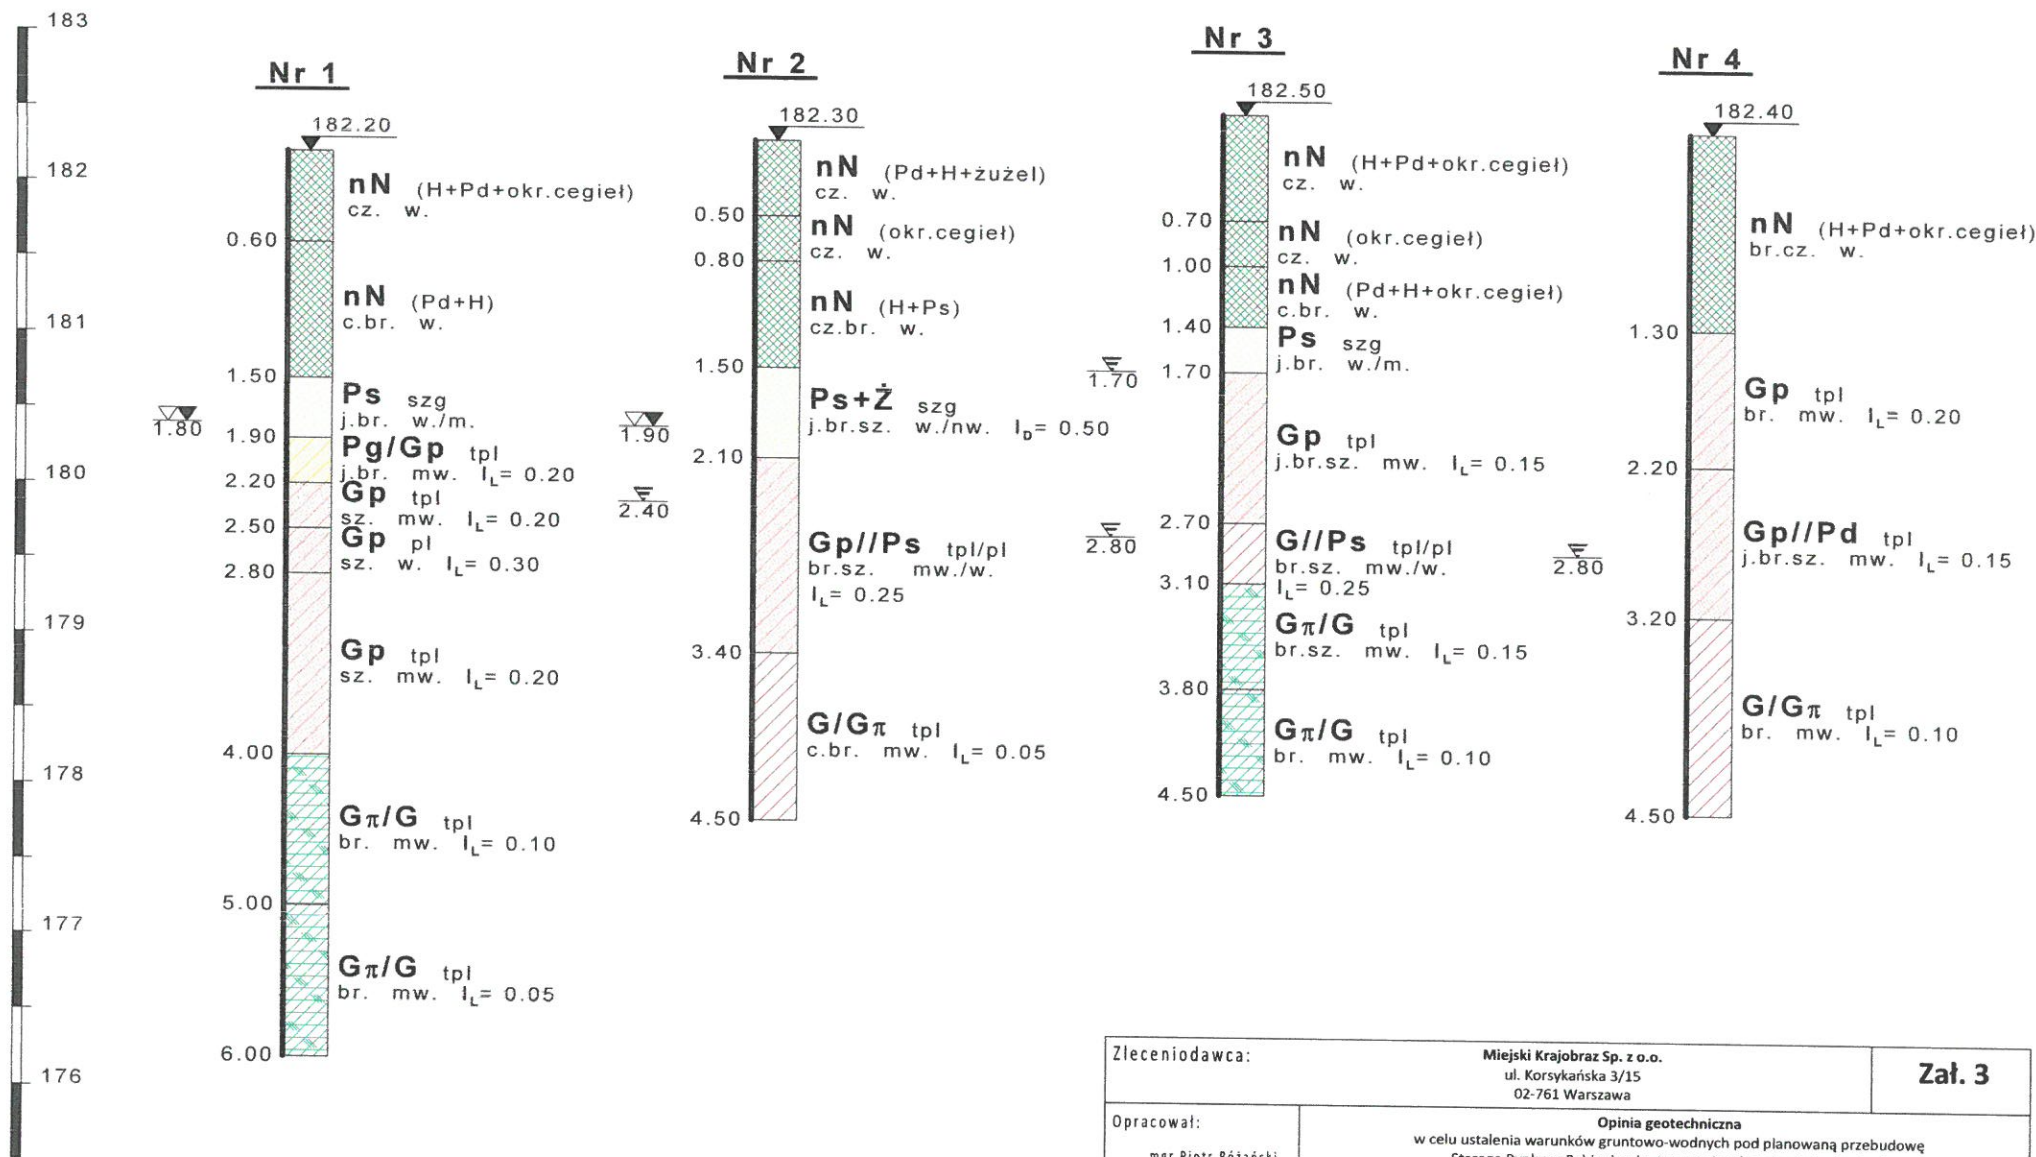 183
182
181
180
179
178
177
176
Nr 1
182.20
nN (H+Pd+okr.cegieł)
cz. w.
0.60
nN (Pd+H)
c.br. w.
1.50
Ps szg
j.br. w./m.
1.80
1.90
Pg/Gp tpl
j.br. mw. IL= 0.20
2.20
Gp tpl
sz. mw. IL= 0.20
2.50
Gp pl
sz. w. IL= 0.30
2.80
Gp tpl
sz. mw. IL= 0.20
4.00
Gπ/G tpl
br. mw. IL= 0.10
5.00
Gπ/G tpl
br. mw. IL= 0.05
6.00
Nr 2
182.30
nN (Pd+H+żużel)
cz. w.
0.50
nN (okr.cegieł)
cz. w.
0.80
nN (H+Ps)
cz.br. w.
1.50
Ps+Ż szg
j.br.sz. w./nw. ID= 0.50
1.90
2.10
2.40
Gp//Ps tpl/pl
br.sz. mw./w.
IL= 0.25
3.40
G/Gπ tpl
c.br. mw. IL= 0.05
4.50
Nr 3
182.50
nN (H+Pd+okr.cegieł)
cz. w.
0.70
nN (okr.cegieł)
cz. w.
1.00
nN (Pd+H+okr.cegieł)
c.br. w.
1.40
Ps szg
j.br. w./m.
1.70
1.70
Gp tpl
j.br.sz. mw. IL= 0.15
2.70
2.80
G//Ps tpl/pl
br.sz. mw./w.
IL= 0.25
3.10
Gπ/G tpl
br.sz. mw. IL= 0.15
3.80
Gπ/G tpl
br. mw. IL= 0.10
4.50
Nr 4
182.40
nN (H+Pd+okr.cegieł)
br.cz. w.
1.30
Gp tpl
br. mw. IL= 0.20
2.20
Gp//Pd tpl
j.br.sz. mw. IL= 0.15
2.80
3.20
G/Gπ tpl
br. mw. IL= 0.10
4.50
Zleceniodawca:
Miejski Krajobraz Sp. z o.o.
ul. Korsykańska 3/15
02-761 Warszawa
Zał. 3
Opracował:
mgr Piotr Różański
Opinia geotechniczna
w celu ustalenia warunków gruntowo-wodnych pod planowaną przebudowę